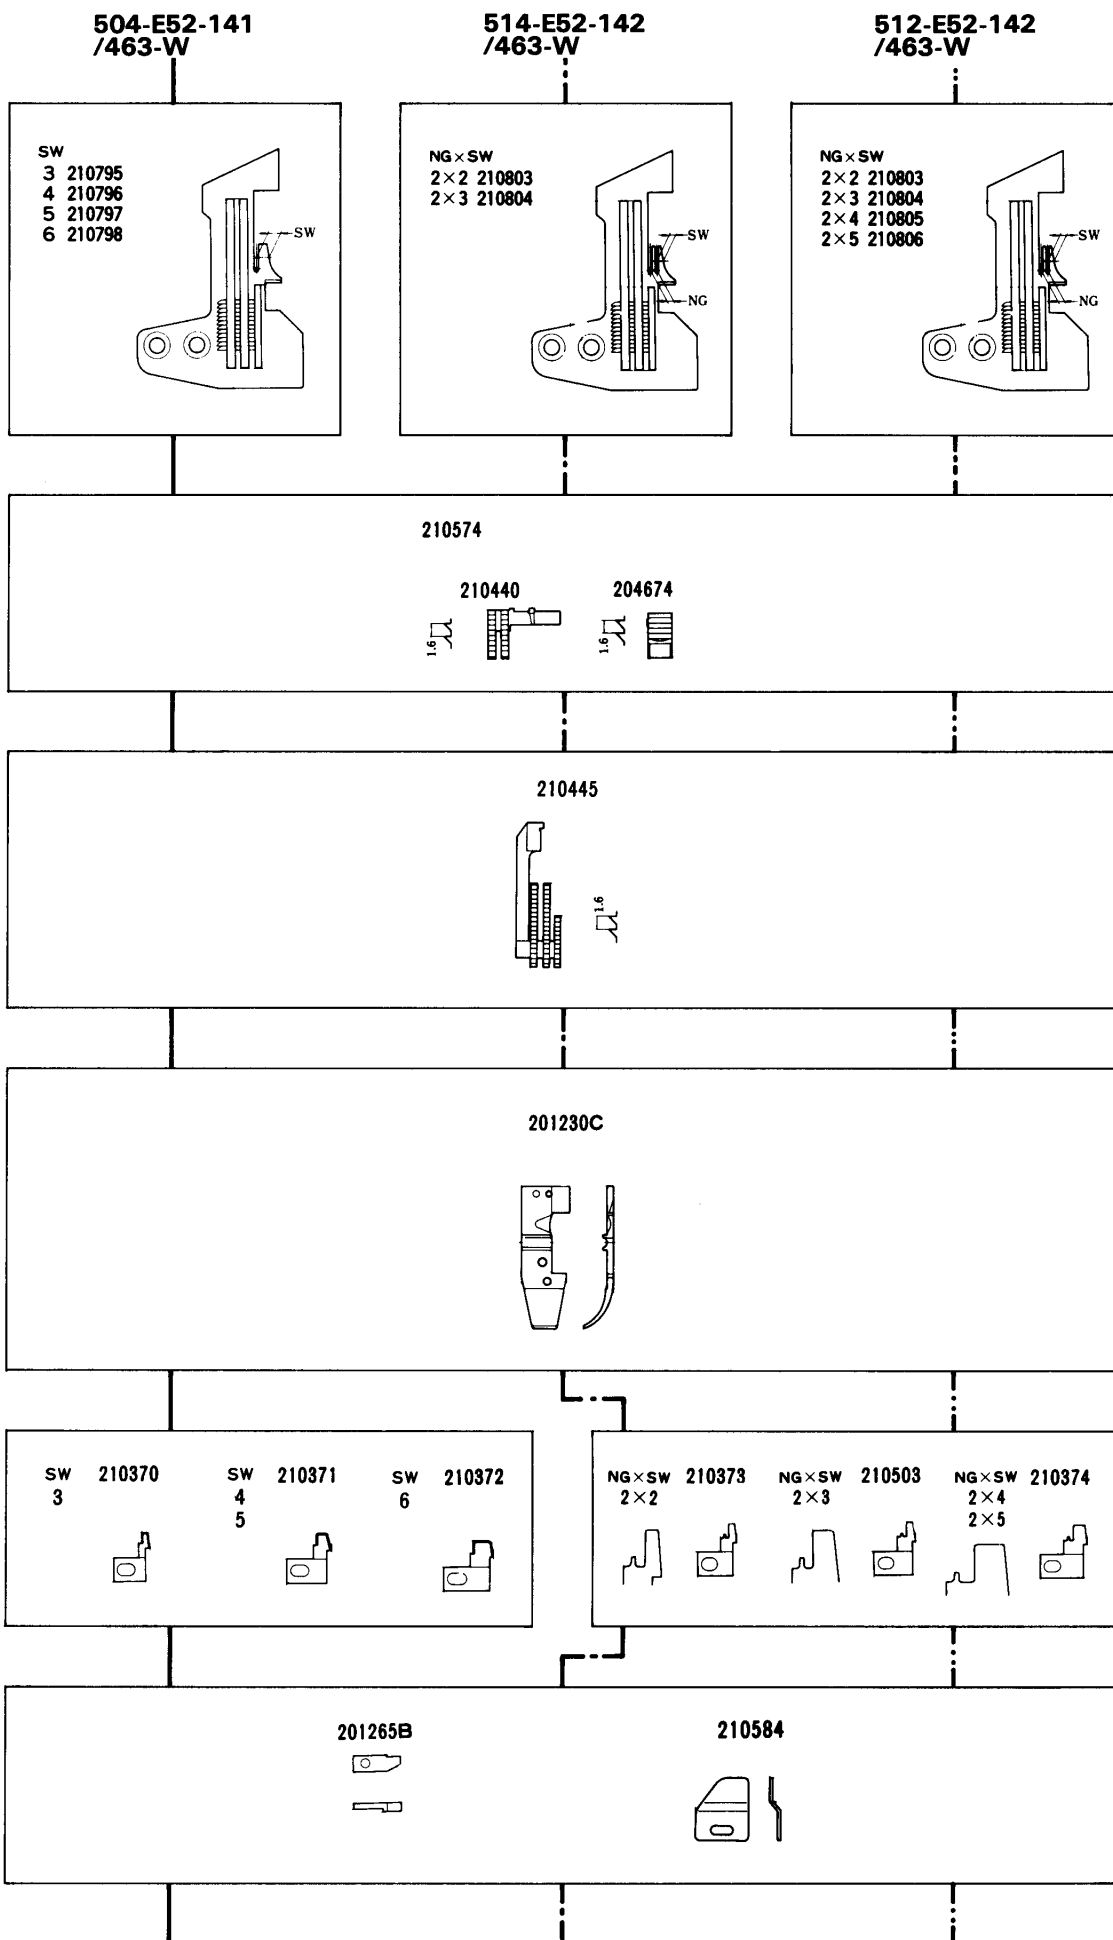 504-E52-141
/463-W
514-E52-142
/463-W
512-E52-142
/463-W
SW
3 210795
4 210796
5 210797
6 210798
SW
NG×SW
2×2 210803
2×3 210804
SW
NG
NG×SW
2×2 210803
2×3 210804
2×4 210805
2×5 210806
SW
NG
210574
210440
1.6
204674
1.6
210445
1.6
201230C
SW 210370
3
SW 210371
4
5
SW 210372
6
NG×SW 210373
2×2
NG×SW 210503
2×3
NG×SW 210374
2×4
2×5
201265B
210584